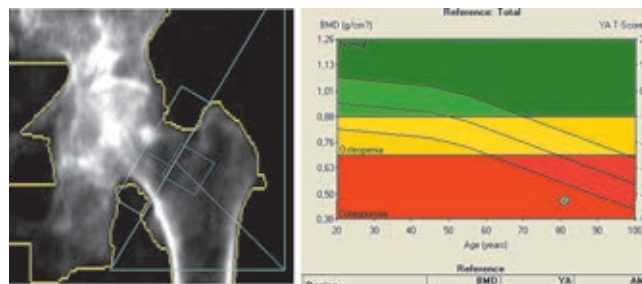 Reference: Total
BMD (g/cm²) YA T-Score
1,26
1,13
1,01
0,88
0,76
Osteopenia
0,63
0,50
0,38
Osteoporosis
20 30 40 50 60 70 80 90 100
Age (years)
Reference
BMD YA